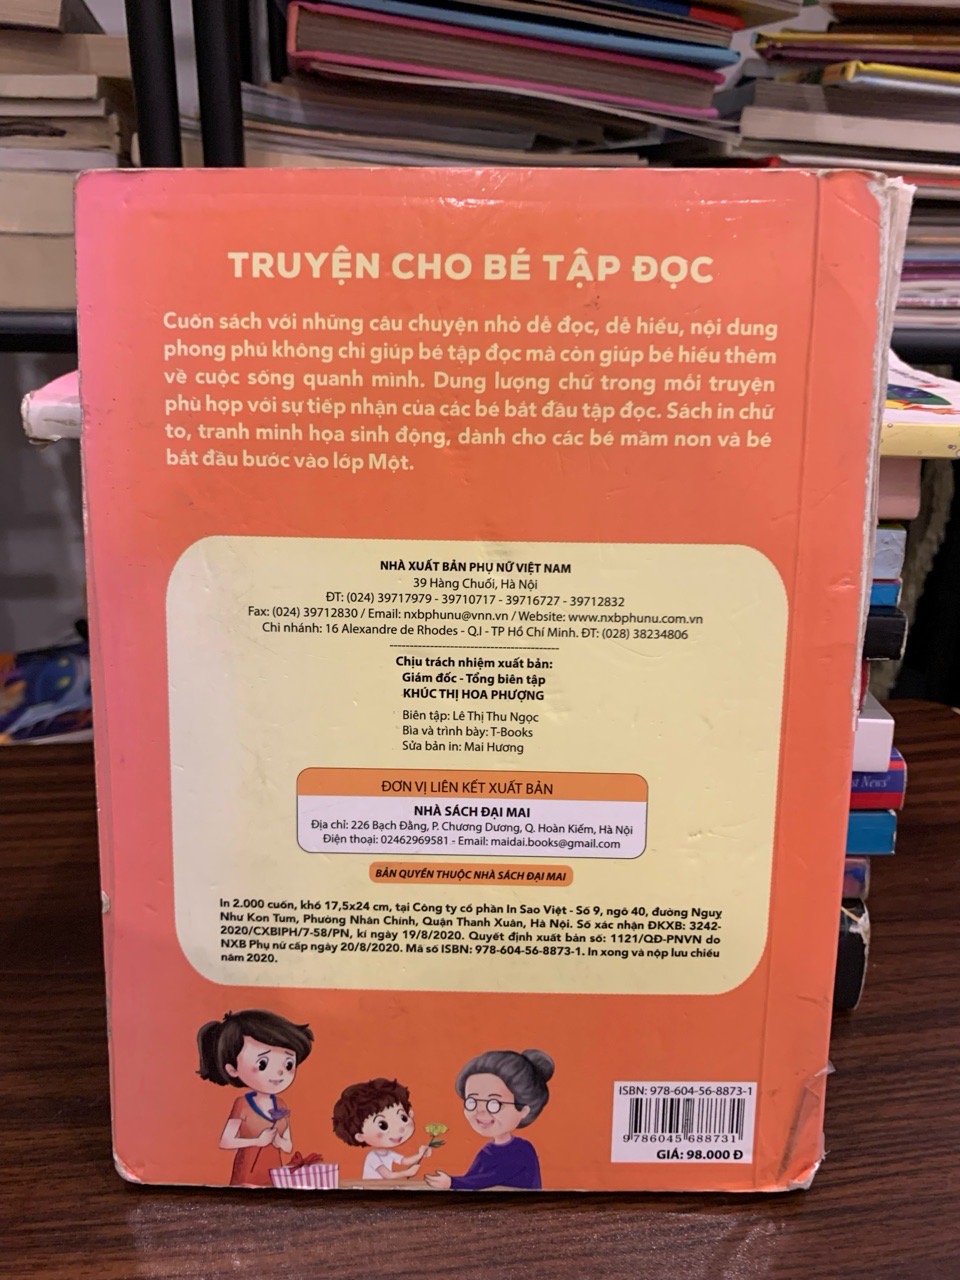 TRUYỆN CHO BÉ TẬP ĐỌC
Cuốn sách với những câu chuyện nhỏ dễ đọc, dễ hiểu, nội dung
phong phú không chỉ giúp bé tập đọc mà còn giúp bé hiểu thêm
về cuộc sống quanh mình. Dung lượng chữ trong mỗi truyện
phù hợp với sự tiếp nhận của các bé bắt đầu tập đọc. Sách in chữ
to, tranh minh họa sinh động, dành cho các bé mầm non và bé
bắt đầu bước vào lớp Một.
NHÀ XUẤT BẢN PHỤ NỮ VIỆT NAM
39 Hàng Chuối, Hà Nội
ĐT: (024) 39717979 - 39710717 - 39716727 - 39712832
Fax: (024) 39712830 / Email: nxbphunu@vnn.vn / Website: www.nxbphunu.com.vn
Chi nhánh: 16 Alexandre de Rhodes - Q.I - TP Hồ Chí Minh. ĐT: (028) 38234806
Chịu trách nhiệm xuất bản:
Giám đốc - Tổng biên tập
KHÚC THỊ HOA PHƯỢNG
Biên tập: Lê Thị Thu Ngọc
Bìa và trình bày: T-Books
Sửa bản in: Mai Hương
ĐƠN VỊ LIÊN KẾT XUẤT BẢN
NHÀ SÁCH ĐẠI MAI
Địa chỉ: 226 Bạch Đằng, P. Chương Dương, Q. Hoàn Kiếm, Hà Nội
Điện thoại: 02462969581 - Email: maidai.books@gmail.com
BẢN QUYỀN THUỘC NHÀ SÁCH ĐẠI MAI
In 2.000 cuốn, khổ 17,5x24 cm, tại Công ty cổ phần In Sao Việt - Số 9, ngõ 40, đường Ngụy
Như Kon Tum, Phường Nhân Chính, Quận Thanh Xuân, Hà Nội. Số xác nhận ĐKXB: 3242-
2020/CXBIPH/7-58/PN, kí ngày 19/8/2020. Quyết định xuất bản số: 1121/QĐ-PNVN do
NXB Phụ nữ cấp ngày 20/8/2020. Mã số ISBN: 978-604-56-8873-1. In xong và nộp lưu chiểu
năm 2020.
ISBN: 978-604-56-8873-1
9 786045 688731
GIÁ: 98.000 Đ
News